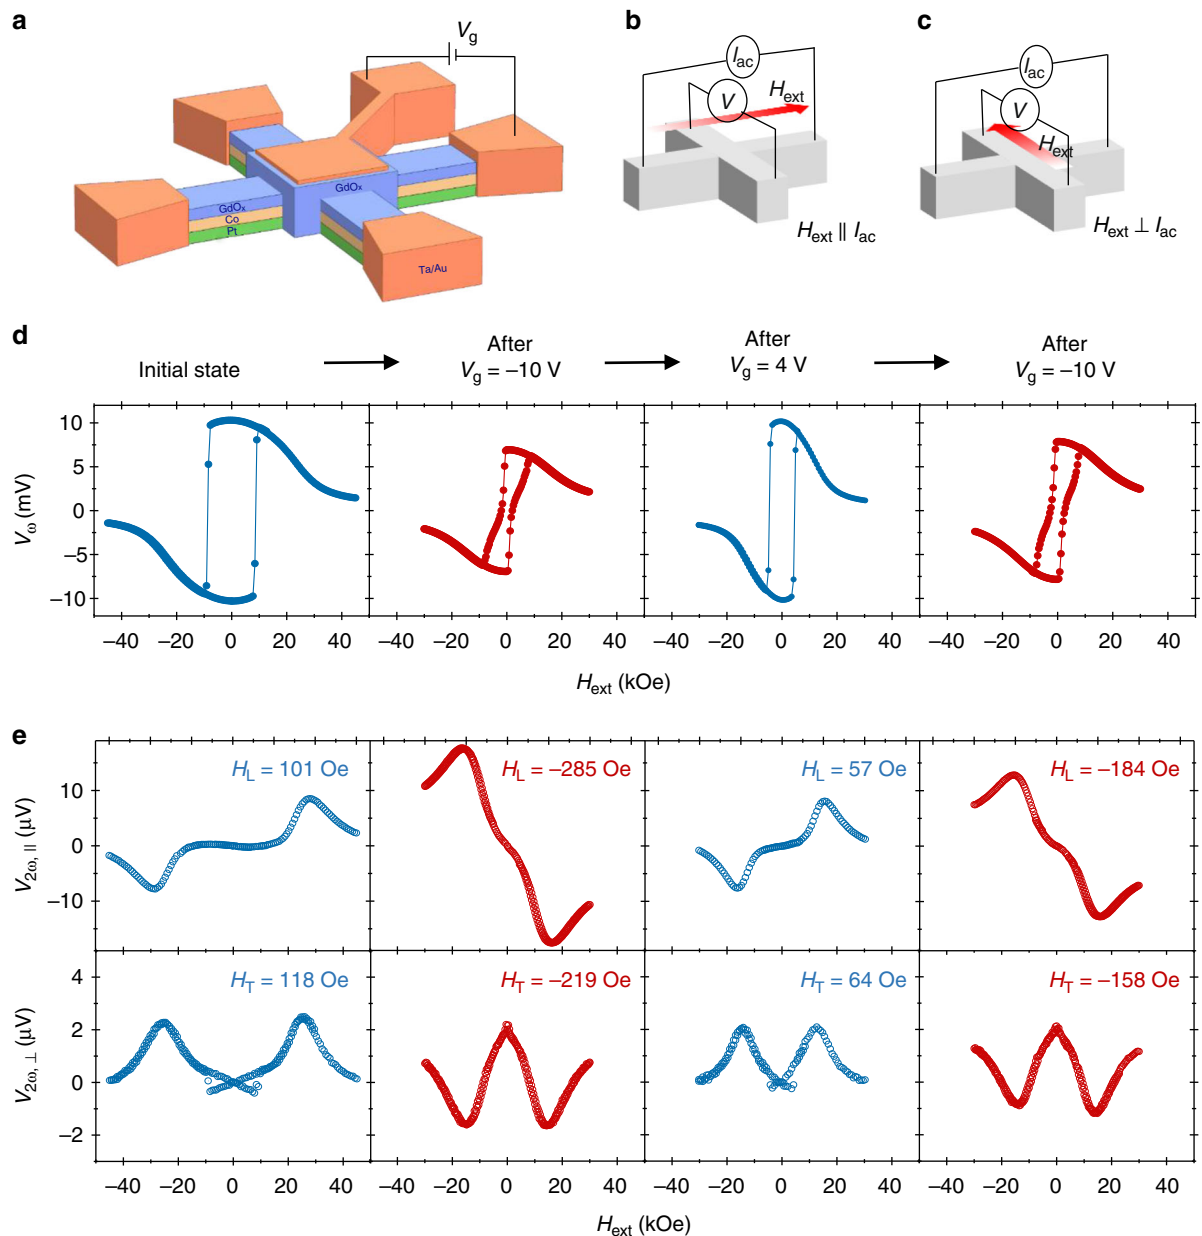 a
V_g
GdOₓ
GdOₓ
Co
Pt
Ta/Au
b
I_ac
V
H_ext
H_ext ∥ I_ac
c
I_ac
V
H_ext
H_ext ⊥ I_ac
d
Initial state
After
V_g = −10 V
After
V_g = 4 V
After
V_g = −10 V
V_ω (mV)
10
5
0
−5
−10
−40 −20 0 20 40
−40 −20 0 20 40
−40 −20 0 20 40
−40 −20 0 20 40
H_ext (kOe)
e
V_2ω, ∥ (μV)
10
0
−10
H_L = 101 Oe
H_L = −285 Oe
H_L = 57 Oe
H_L = −184 Oe
V_2ω, ⊥ (μV)
4
2
0
−2
H_T = 118 Oe
H_T = −219 Oe
H_T = 64 Oe
H_T = −158 Oe
−40 −20 0 20 40
−40 −20 0 20 40
−40 −20 0 20 40
−40 −20 0 20 40
H_ext (kOe)